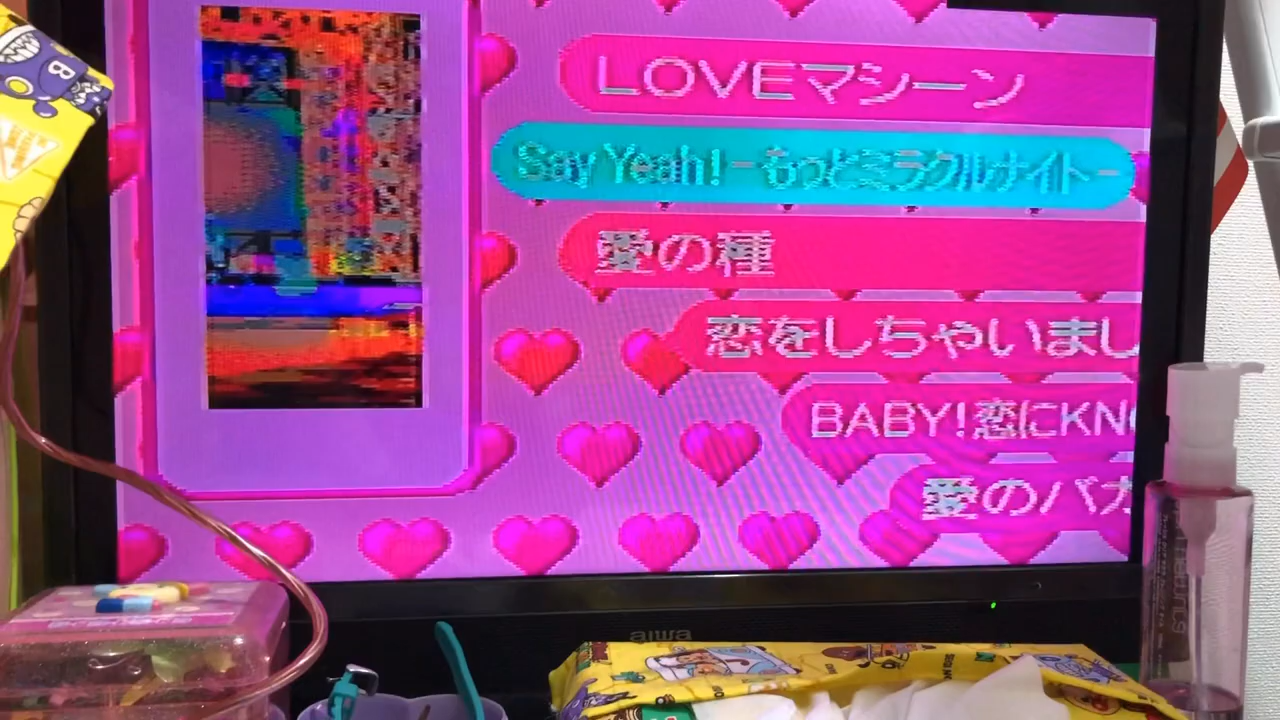 LOVEマシーン
Say Yeah! -もっとミラクルナイト-
愛の種
恋をしちゃいまし
BABY!恋にKN
愛のバカ
aiwa